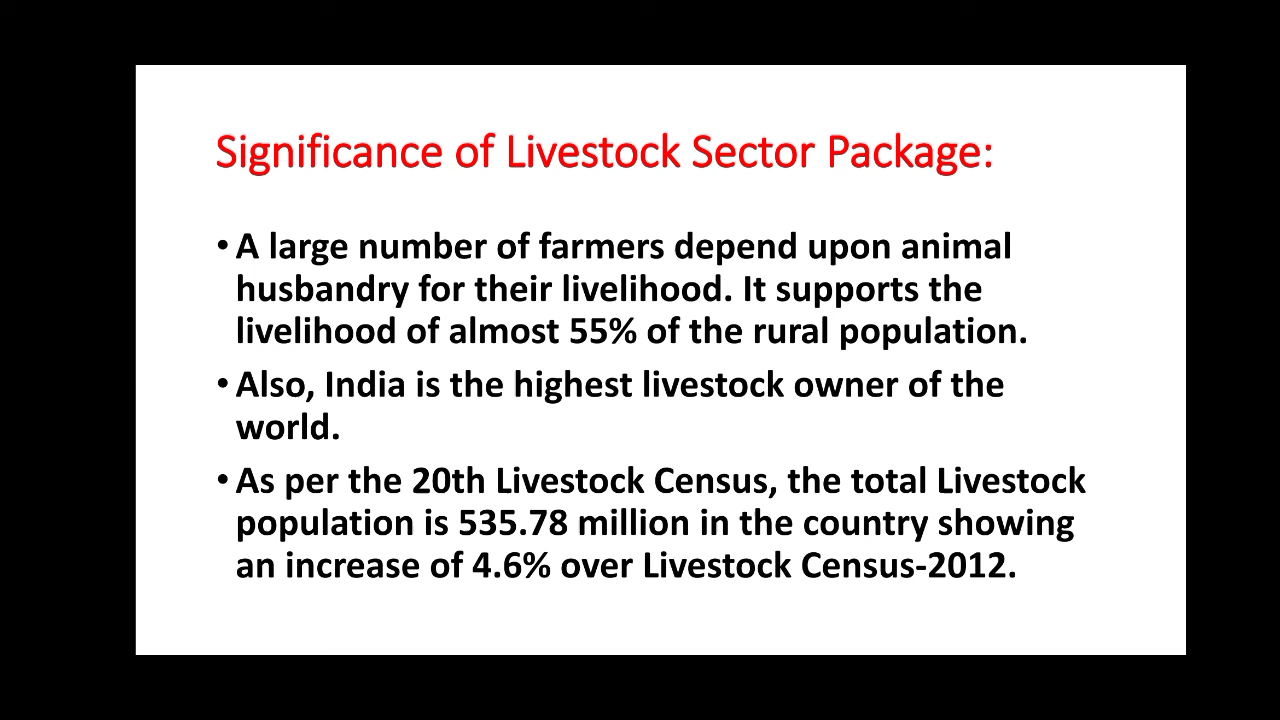 Significance of Livestock Sector Package:
• A large number of farmers depend upon animal
husbandry for their livelihood. It supports the
livelihood of almost 55% of the rural population.
• Also, India is the highest livestock owner of the
world.
• As per the 20th Livestock Census, the total Livestock
population is 535.78 million in the country showing
an increase of 4.6% over Livestock Census-2012.